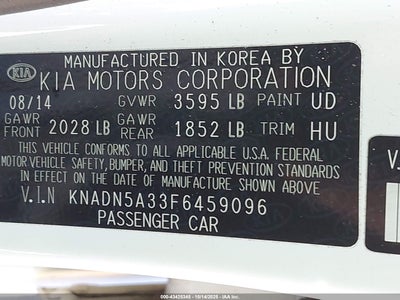 MANUFACTURED IN KOREA BY
KIA KIA MOTORS CORPORATION
08/14 GVWR 3595 LB PAINT UD
GAWR FRONT 2028 LB GAWR REAR 1852 LB TRIM HU
THIS VEHICLE CONFORMS TO ALL APPLICABLE U.S.A. FEDERAL
MOTOR VEHICLE SAFETY, BUMPER, AND THEFT PREVENTION STANDARDS
IN EFFECT ON THE DATE OF MANUFACTURE SHOWN ABOVE
V.I.N KNADN5A33F6459096
PASSENGER CAR